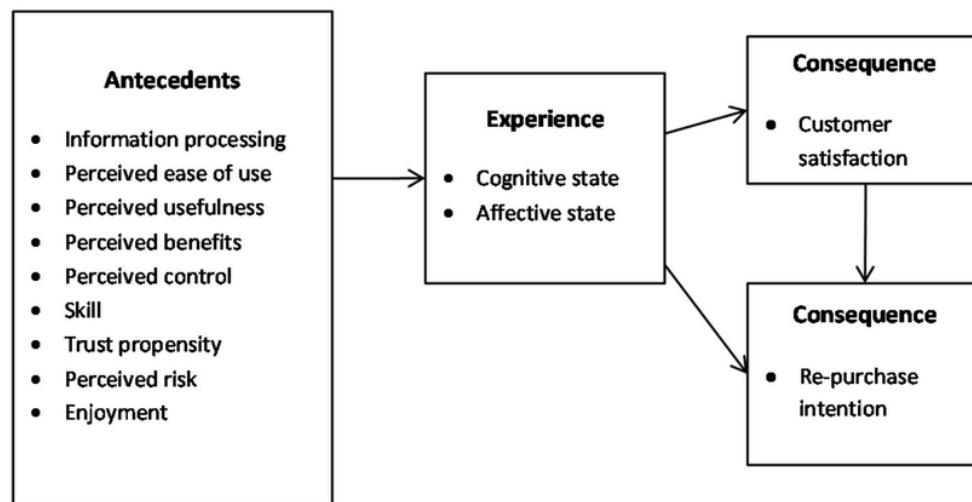 Antecedents
• Information processing
• Perceived ease of use
• Perceived usefulness
• Perceived benefits
• Perceived control
• Skill
• Trust propensity
• Perceived risk
• Enjoyment
Experience
• Cognitive state
• Affective state
Consequence
• Customer
satisfaction
Consequence
• Re-purchase
intention